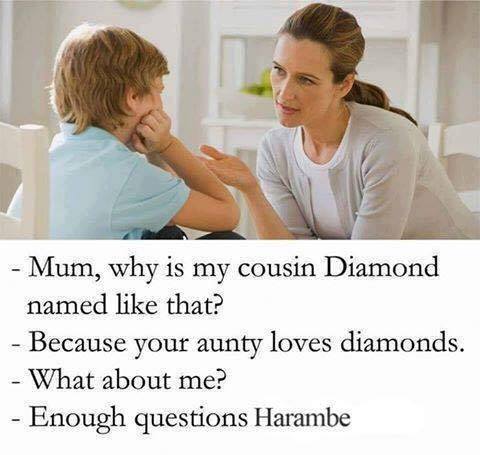 - Mum, why is my cousin Diamond
named like that?
- Because your aunty loves diamonds.
- What about me?
- Enough questions Harambe